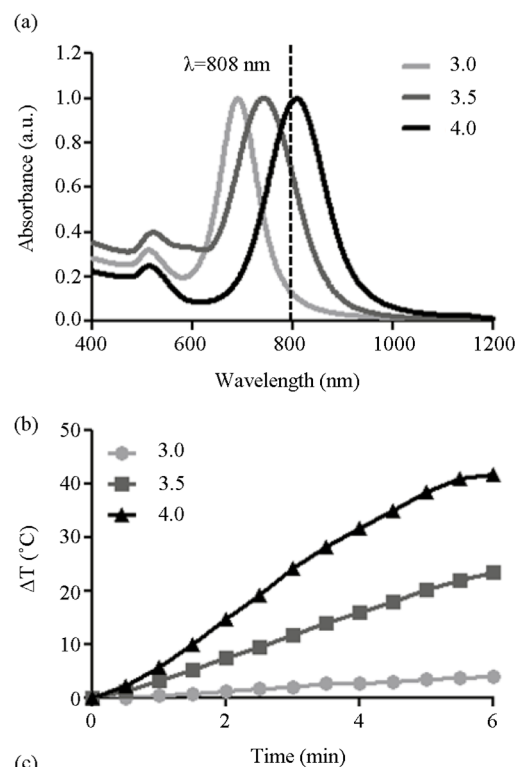 (a)
1.2
λ=808 nm
3.0
1.0
3.5
0.8
4.0
0.6
Absorbance (a.u.)
0.4
0.2
0.0
400 600 800 1000 1200
Wavelength (nm)
(b)
50
3.0
40
3.5
4.0
30
ΔT (˚C)
20
10
0
0 2 4 6
Time (min)
(c)